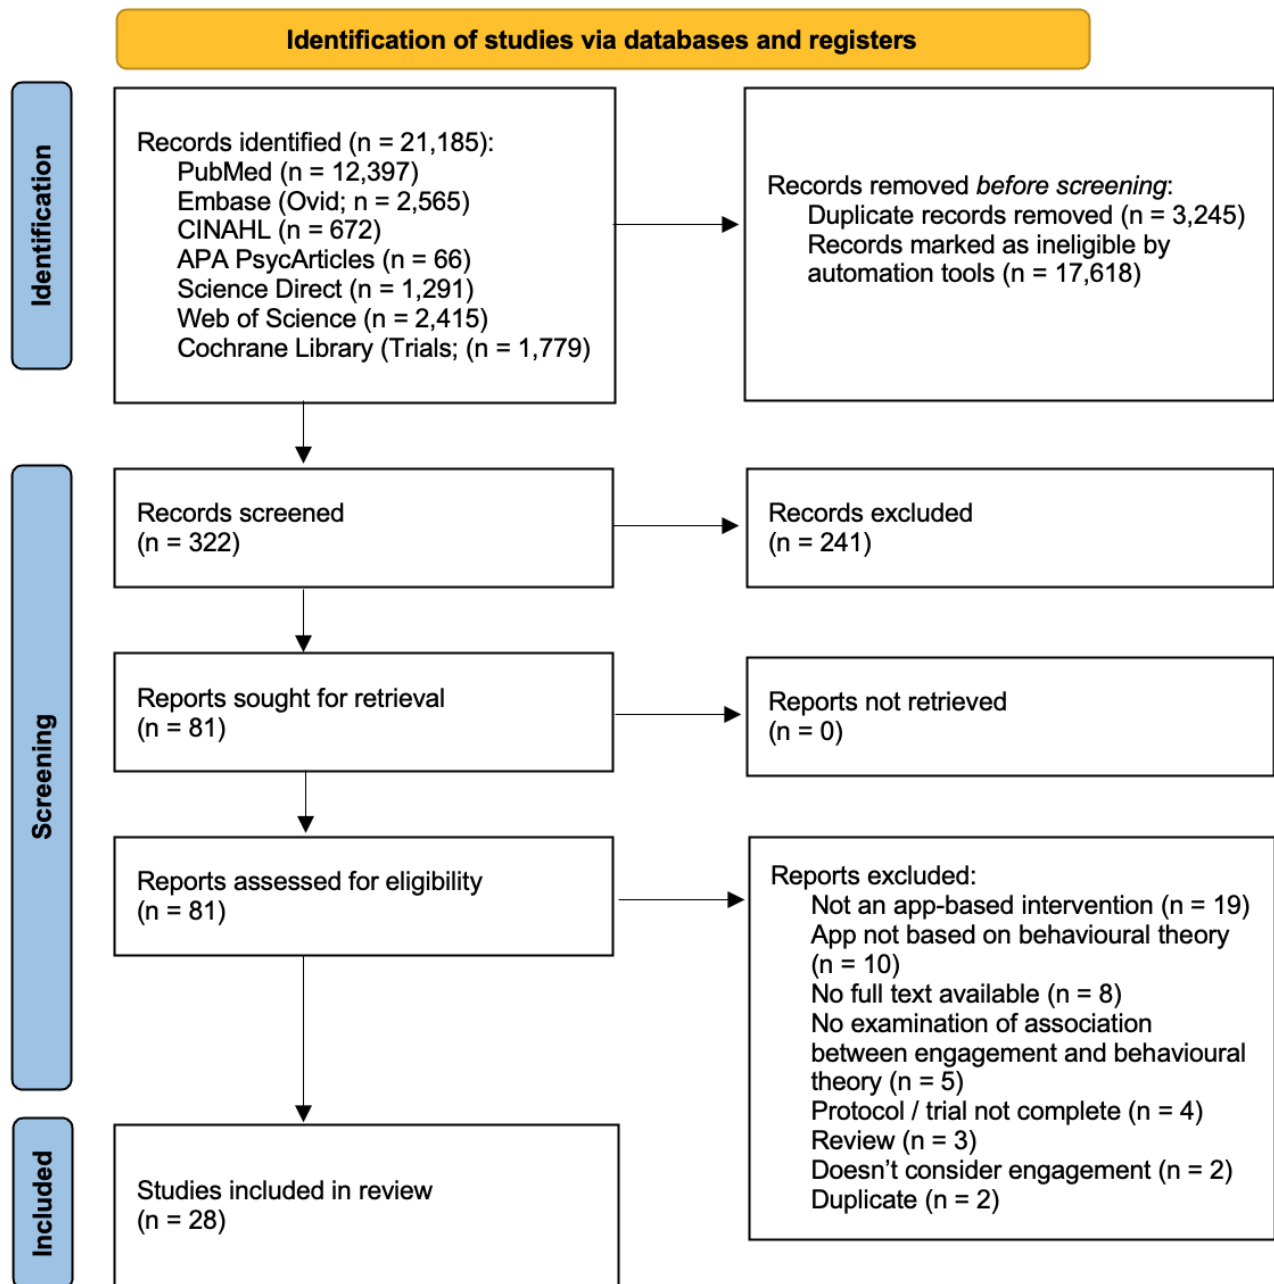 Identification of studies via databases and registers
Identification
Records identified (n = 21,185):
PubMed (n = 12,397)
Embase (Ovid; n = 2,565)
CINAHL (n = 672)
APA PsycArticles (n = 66)
Science Direct (n = 1,291)
Web of Science (n = 2,415)
Cochrane Library (Trials; (n = 1,779)
Records removed before screening:
Duplicate records removed (n = 3,245)
Records marked as ineligible by
automation tools (n = 17,618)
Screening
Records screened
(n = 322)
Records excluded
(n = 241)
Reports sought for retrieval
(n = 81)
Reports not retrieved
(n = 0)
Reports assessed for eligibility
(n = 81)
Reports excluded:
Not an app-based intervention (n = 19)
App not based on behavioural theory
(n = 10)
No full text available (n = 8)
No examination of association
between engagement and behavioural
theory (n = 5)
Protocol / trial not complete (n = 4)
Review (n = 3)
Doesn't consider engagement (n = 2)
Duplicate (n = 2)
Included
Studies included in review
(n = 28)